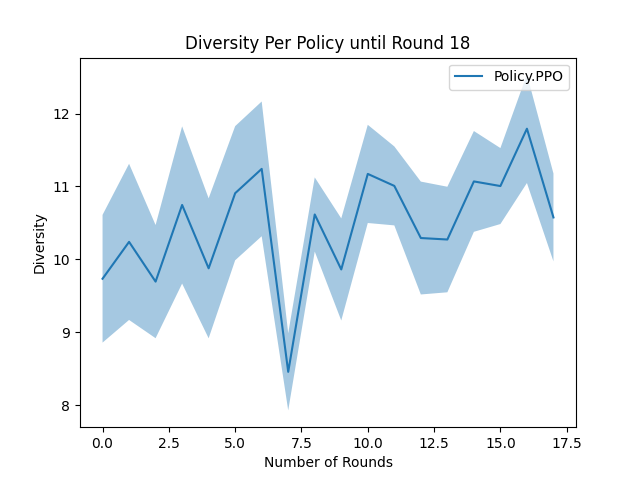 Diversity Per Policy until Round 18
Policy.PPO
Diversity
12
11
10
9
8
0.0 2.5 5.0 7.5 10.0 12.5 15.0 17.5
Number of Rounds